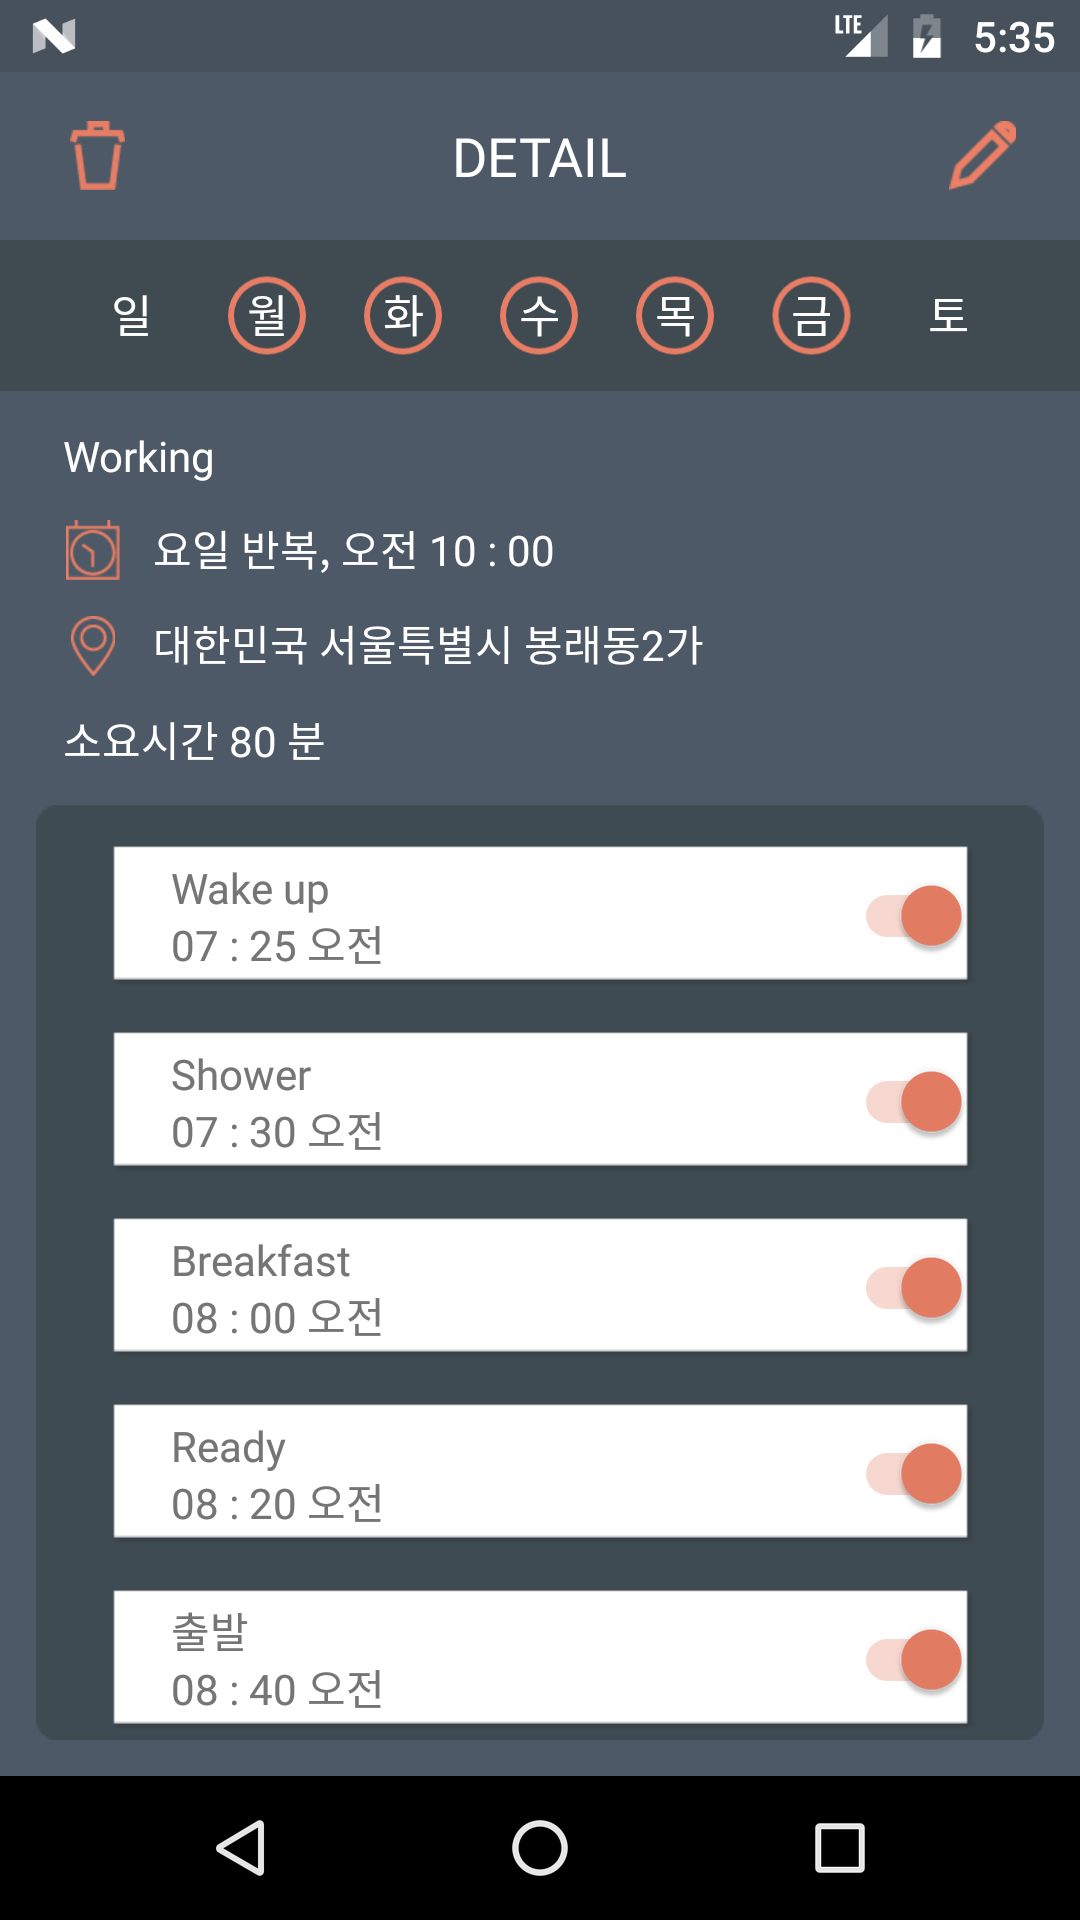 LTE 5:35
DETAIL
일 월 화 수 목 금 토
Working
요일 반복, 오전 10 : 00
대한민국 서울특별시 봉래동2가
소요시간 80 분
Wake up
07 : 25 오전
Shower
07 : 30 오전
Breakfast
08 : 00 오전
Ready
08 : 20 오전
출발
08 : 40 오전